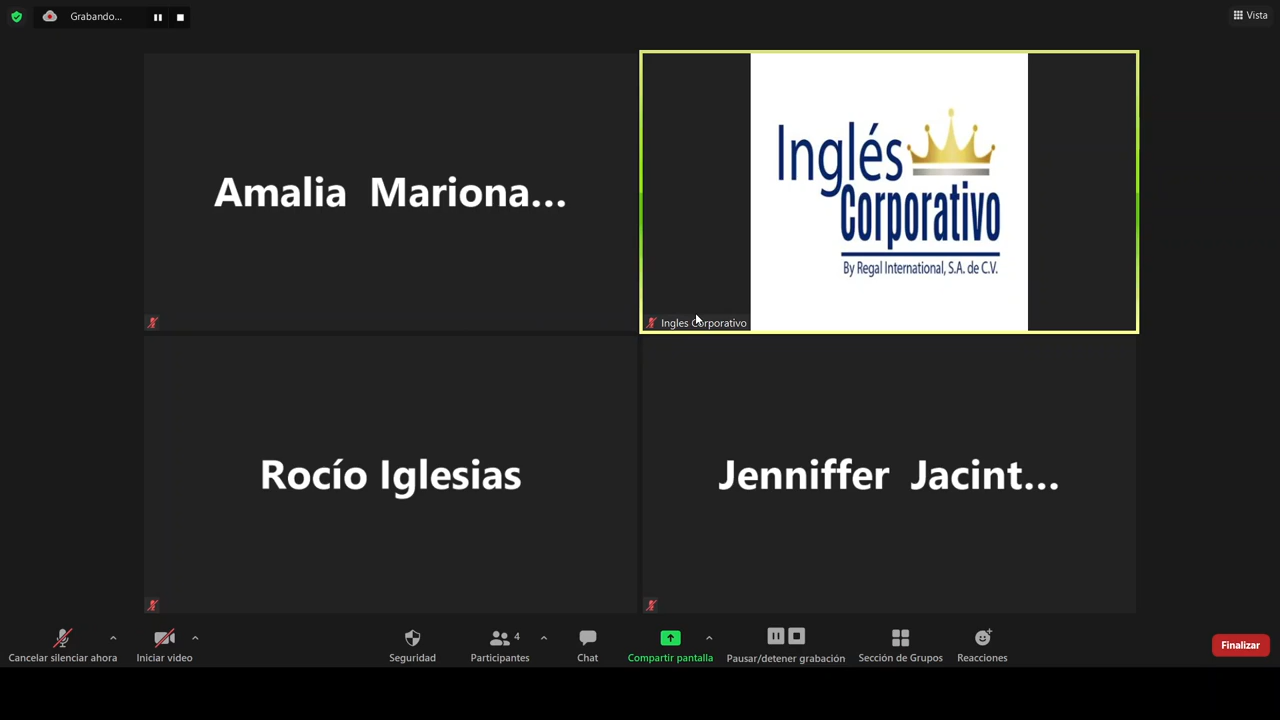 Grabando...
Vista
Amalia Mariona...
Inglés
Corporativo
By Regal International, S.A. de C.V.
Ingles Corporativo
Rocío Iglesias
Jenniffer Jacint...
4
Cancelar silenciar ahora
Iniciar video
Seguridad
Participantes
Chat
Compartir pantalla
Pausar/detener grabación
Sección de Grupos
Reacciones
Finalizar